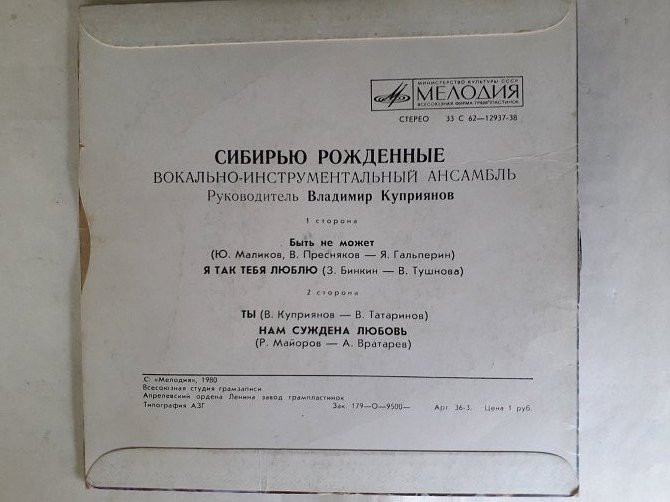 МИНИСТЕРСТВО КУЛЬТУРЫ СССР
МЕЛОДИЯ
ВСЕСОЮЗНАЯ ФИРМА ГРАМПЛАСТИНОК
СТЕРЕО 33 С 62—12937-38
СИБИРЬЮ РОЖДЕННЫЕ
ВОКАЛЬНО-ИНСТРУМЕНТАЛЬНЫЙ АНСАМБЛЬ
Руководитель Владимир Куприянов
1 сторона
Быть не может
(Ю. Маликов, В. Пресняков — Я. Гальперин)
Я ТАК ТЕБЯ ЛЮБЛЮ (З. Бинкин — В. Тушнова)
2 сторона
ТЫ (В. Куприянов — В. Татаринов)
НАМ СУЖДЕНА ЛЮБОВЬ
(Р. Майоров — А. Вратарев)
С: «Мелодия», 1980
Всесоюзная студия грамзаписи
Апрелевский ордена Ленина завод грампластинок
Типография АЗГ Зак. 179—О—9500— Арт. 36-3. Цена 1 руб.